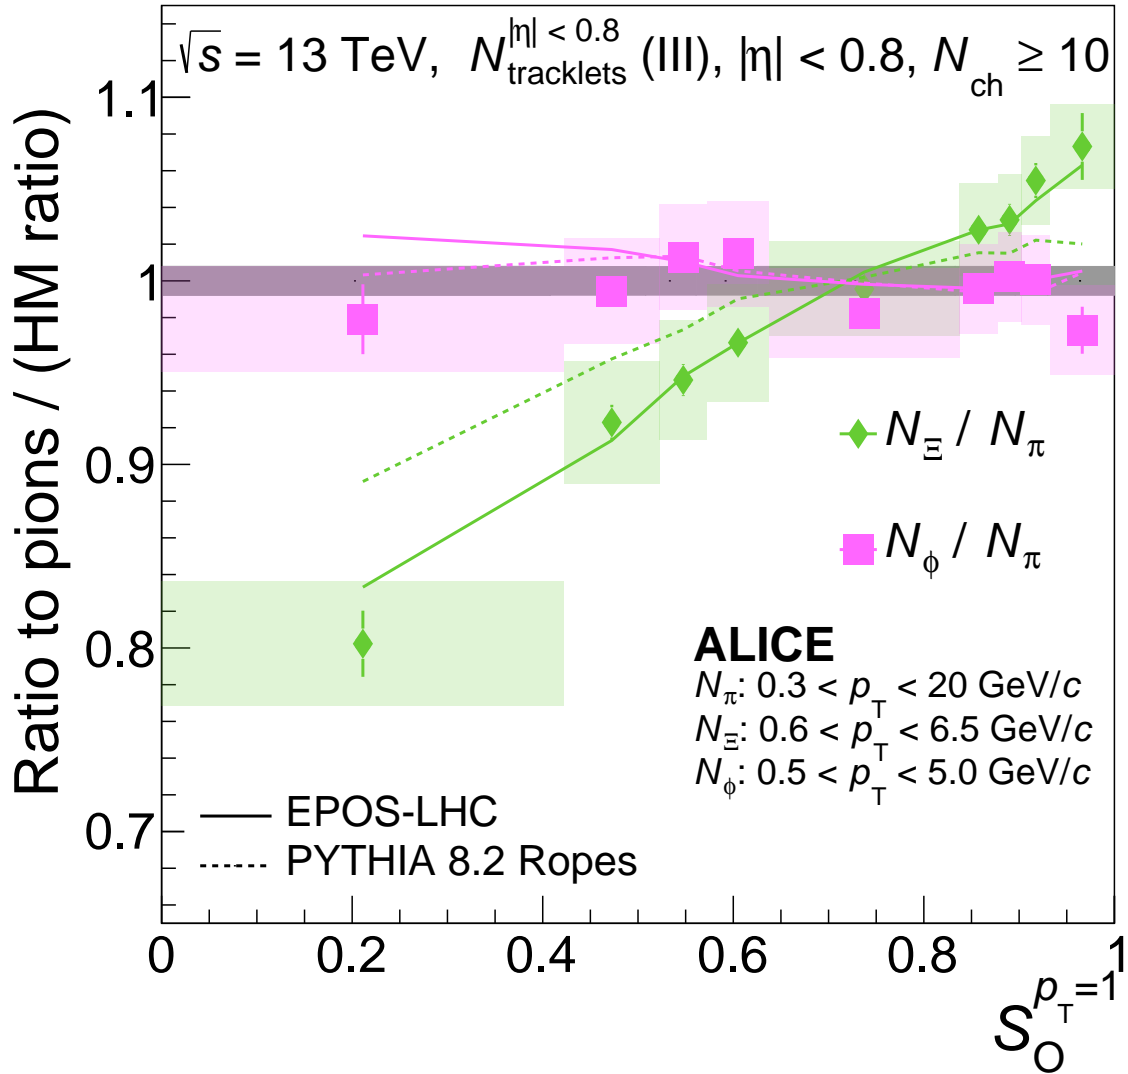 √s = 13 TeV, N_tracklets^|η| < 0.8 (III), |η| < 0.8, N_ch ≥ 10
Ratio to pions / (HM ratio)
1.1
1
0.9
0.8
0.7
N_Ξ / N_π
N_ϕ / N_π
ALICE
N_π: 0.3 < p_T < 20 GeV/c
N_Ξ: 0.6 < p_T < 6.5 GeV/c
N_ϕ: 0.5 < p_T < 5.0 GeV/c
EPOS-LHC
PYTHIA 8.2 Ropes
0 0.2 0.4 0.6 0.8 1
S_O^p_T=1